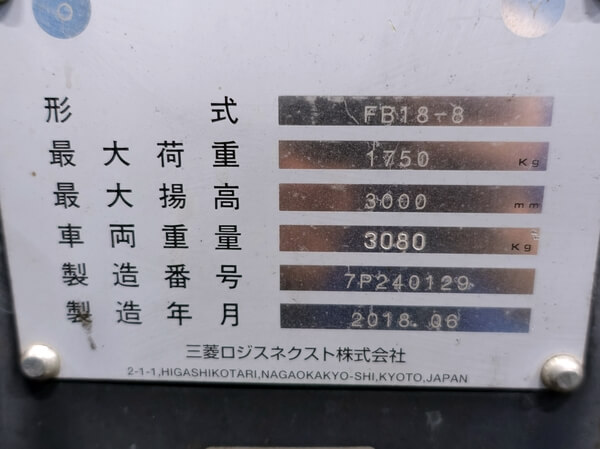 形式 FB18-8
最大荷重 1750 Kg
最大揚高 3000 mm
車両重量 3080 Kg
製造番号 7P240129
製造年月 2018.06
三菱ロジスネクスト株式会社
2-1-1,HIGASHIKOTARI,NAGAOKAKYO-SHI,KYOTO,JAPAN